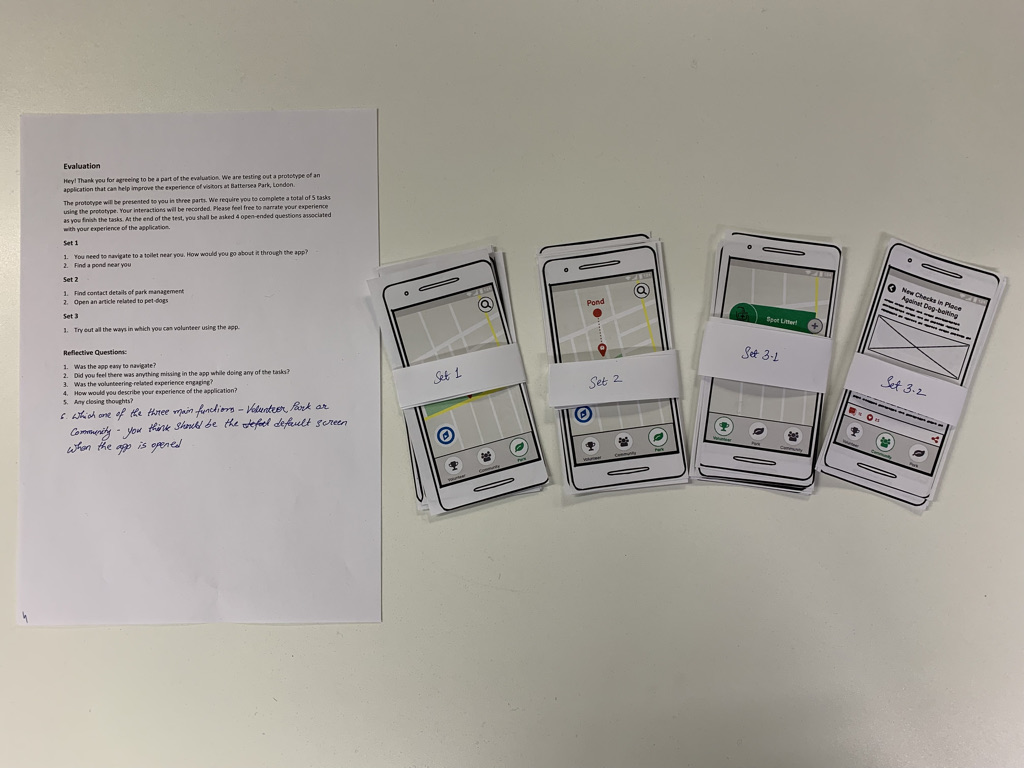 Evaluation
Hey! Thank you for agreeing to be a part of the evaluation. We are testing out a prototype of an
application that can help improve the experience of visitors at Battersea Park, London.
The prototype will be presented to you in three parts. We require you to complete a total of 5 tasks
using the prototype. Your interactions will be recorded. Please feel free to narrate your experience
as you finish the tasks. At the end of the test, you shall be asked 4 open-ended questions associated
with your experience of the application.
Set 1
1. You need to navigate to a toilet near you. How would you go about it through the app?
2. Find a pond near you
Set 2
1. Find contact details of park management
2. Open an article related to pet-dogs
Set 3
1. Try out all the ways in which you can volunteer using the app.
Reflective Questions:
1. Was the app easy to navigate?
2. Did you feel there was anything missing in the app while doing any of the tasks?
3. Was the volunteering-related experience engaging?
4. How would you describe your experience of the application?
5. Any closing thoughts?
6. Which one of the three main functions - Volunteer, Park or
Community - you think should be the default screen
when the app is opened
Set 1
Volunteer
Community
Park
Pond
Set 2
Volunteer
Community
Park
Spot Litter!
Set 3-1
Volunteer
Park
Community
New Checks in Place
Against Dog-baiting
Set 3-2
Volunteer
Community
Park